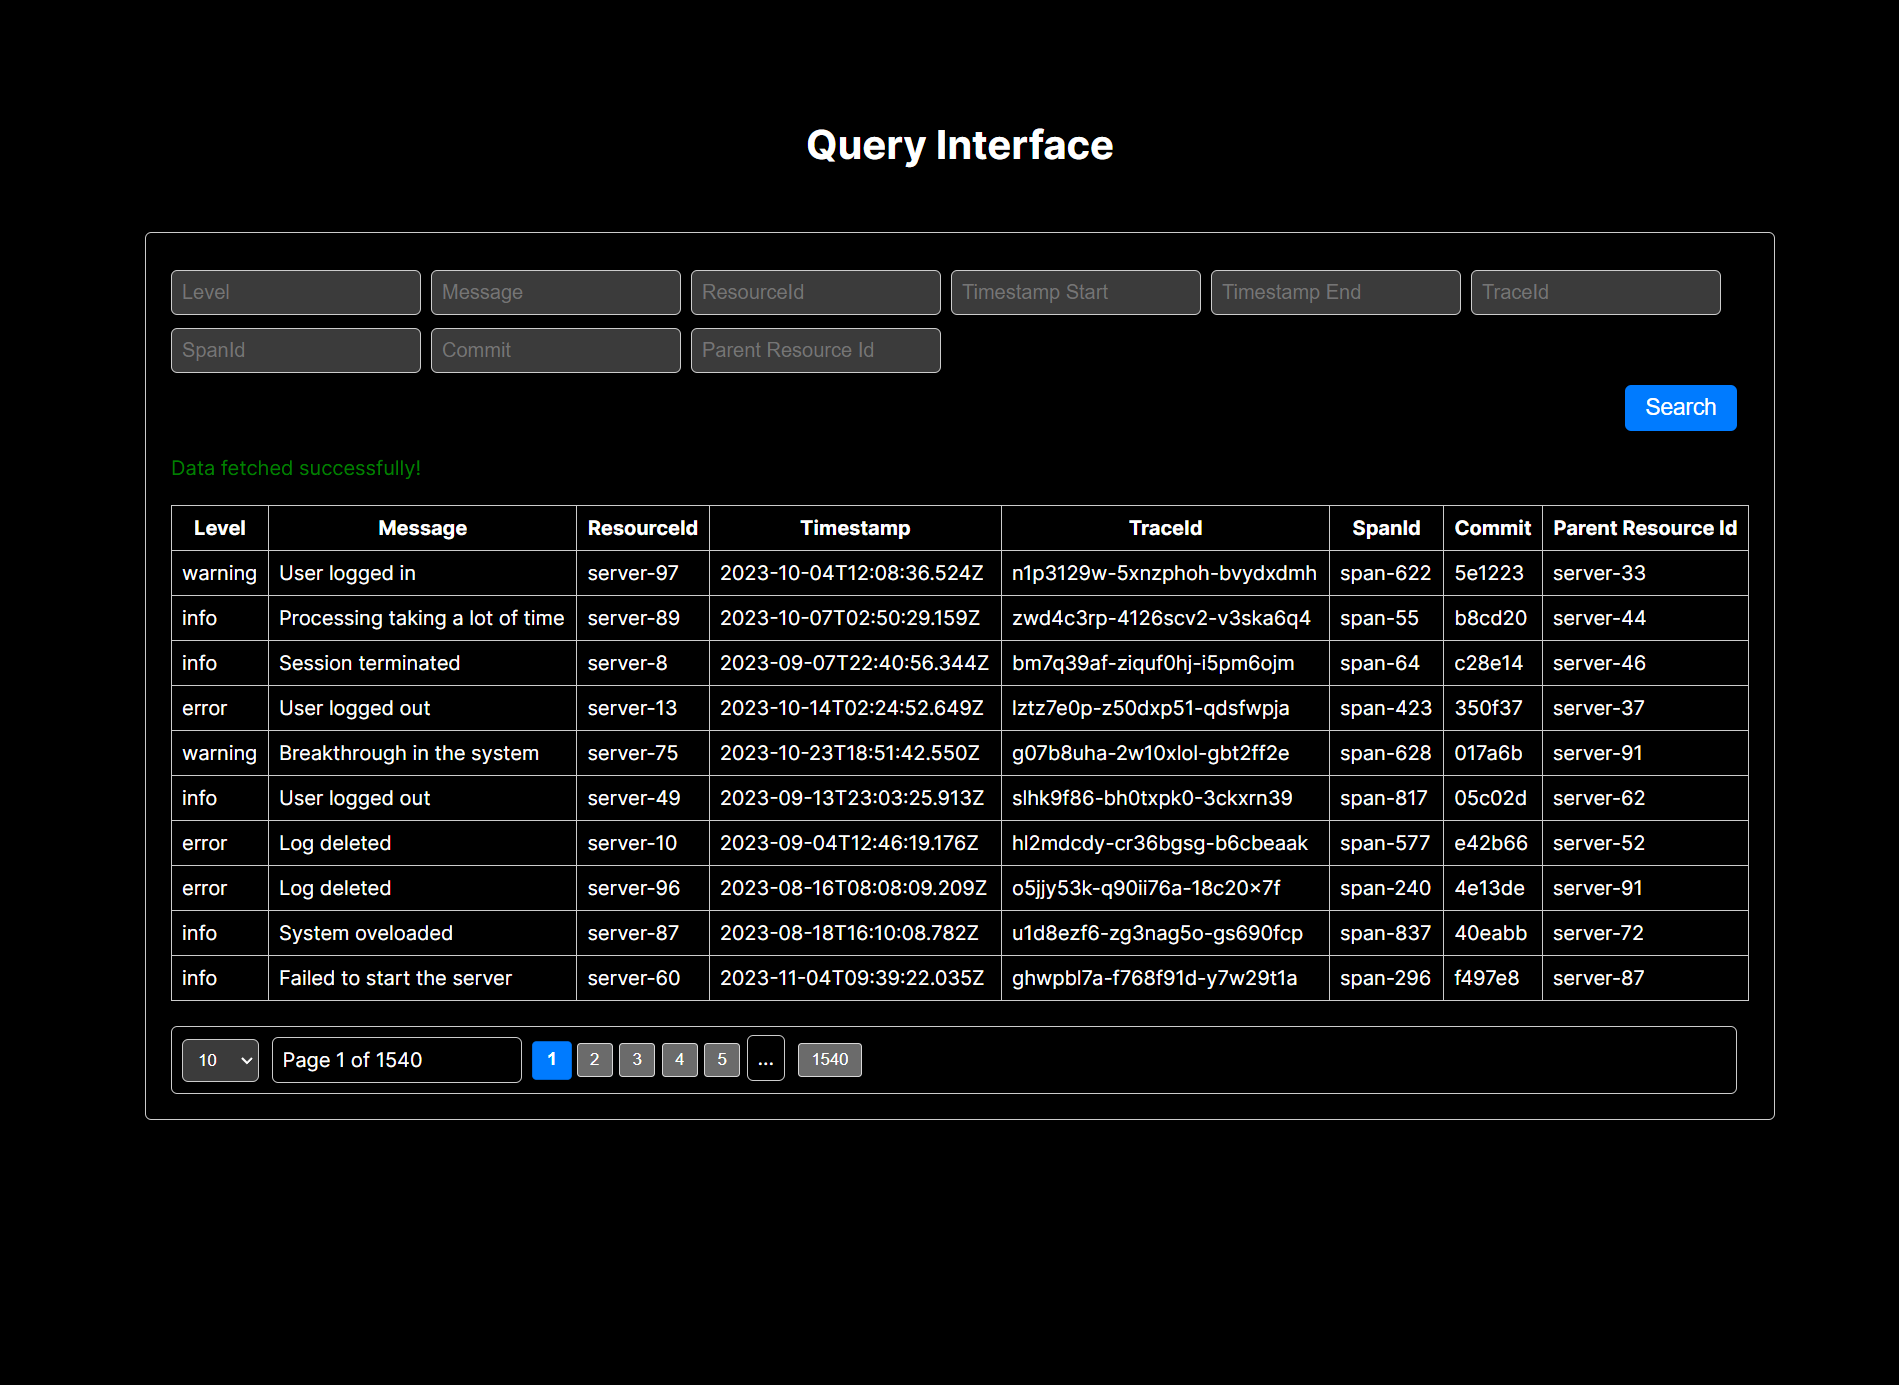 Query Interface
Level Message ResourceId Timestamp Start Timestamp End TraceId
SpanId Commit Parent Resource Id
Search
Data fetched successfully!
Level Message ResourceId Timestamp TraceId SpanId Commit Parent Resource Id
warning User logged in server-97 2023-10-04T12:08:36.524Z n1p3129w-5xnzphoh-bvydxdmh span-622 5e1223 server-33
info Processing taking a lot of time server-89 2023-10-07T02:50:29.159Z zwd4c3rp-4126scv2-v3ska6q4 span-55 b8cd20 server-44
info Session terminated server-8 2023-09-07T22:40:56.344Z bm7q39af-ziquf0hj-i5pm6ojm span-64 c28e14 server-46
error User logged out server-13 2023-10-14T02:24:52.649Z lztz7e0p-z50dxp51-qdsfwpja span-423 350f37 server-37
warning Breakthrough in the system server-75 2023-10-23T18:51:42.550Z g07b8uha-2w10xlol-gbt2ff2e span-628 017a6b server-91
info User logged out server-49 2023-09-13T23:03:25.913Z slhk9f86-bh0txpk0-3ckxrn39 span-817 05c02d server-62
error Log deleted server-10 2023-09-04T12:46:19.176Z hl2mdcdy-cr36bgsg-b6cbeaak span-577 e42b66 server-52
error Log deleted server-96 2023-08-16T08:08:09.209Z o5jjy53k-q90ii76a-18c20×7f span-240 4e13de server-91
info System oveloaded server-87 2023-08-18T16:10:08.782Z u1d8ezf6-zg3nag5o-gs690fcp span-837 40eabb server-72
info Failed to start the server server-60 2023-11-04T09:39:22.035Z ghwpbl7a-f768f91d-y7w29t1a span-296 f497e8 server-87
10 Page 1 of 1540 1 2 3 4 5 ... 1540